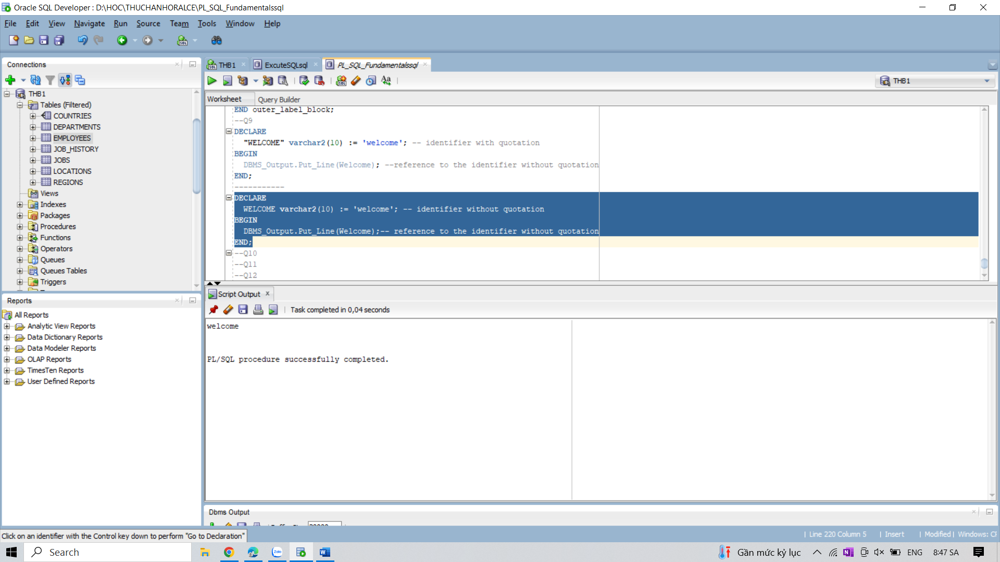 Oracle SQL Developer : D:\HOC\THUCHANHORALCE\PL_SQL_Fundamentalssql
File Edit View Navigate Run Source Team Tools Window Help
Connections
THB1
Tables (Filtered)
COUNTRIES
DEPARTMENTS
EMPLOYEES
JOB_HISTORY
JOBS
LOCATIONS
REGIONS
Views
Indexes
Packages
Procedures
Functions
Operators
Queues
Queues Tables
Triggers
Reports
All Reports
Analytic View Reports
Data Dictionary Reports
Data Modeler Reports
OLAP Reports
TimesTen Reports
User Defined Reports
THB1 ExcuteSQLsql PL_SQL_Fundamentalssql
THB1
Worksheet Query Builder
END outer_label_block;
--Q9
DECLARE
"WELCOME" varchar2(10) := 'welcome'; -- identifier with quotation
BEGIN
DBMS_Output.Put_Line(Welcome); --reference to the identifier without quotation
END;
-----------
DECLARE
WELCOME varchar2(10) := 'welcome'; -- identifier without quotation
BEGIN
DBMS_Output.Put_Line(Welcome);-- reference to the identifier without quotation
END;
--Q10
--Q11
--Q12
Script Output
Task completed in 0,04 seconds
welcome
PL/SQL procedure successfully completed.
Dbms Output
Click on an identifier with the Control key down to perform "Go to Declaration"
Line 220 Column 5 | Insert | Modified | Windows:
Search
Zalo
Gần mức kỷ lục
ENG
8:47 SA